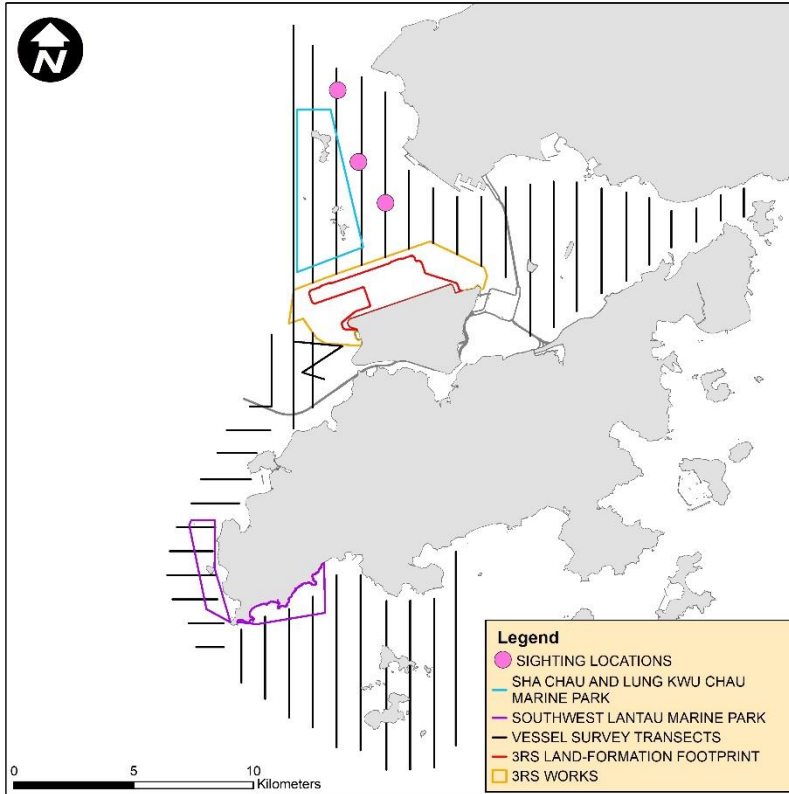 N
Legend
SIGHTING LOCATIONS
SHA CHAU AND LUNG KWU CHAU
MARINE PARK
SOUTHWEST LANTAU MARINE PARK
VESSEL SURVEY TRANSECTS
3RS LAND-FORMATION FOOTPRINT
3RS WORKS
0 5 10
Kilometers